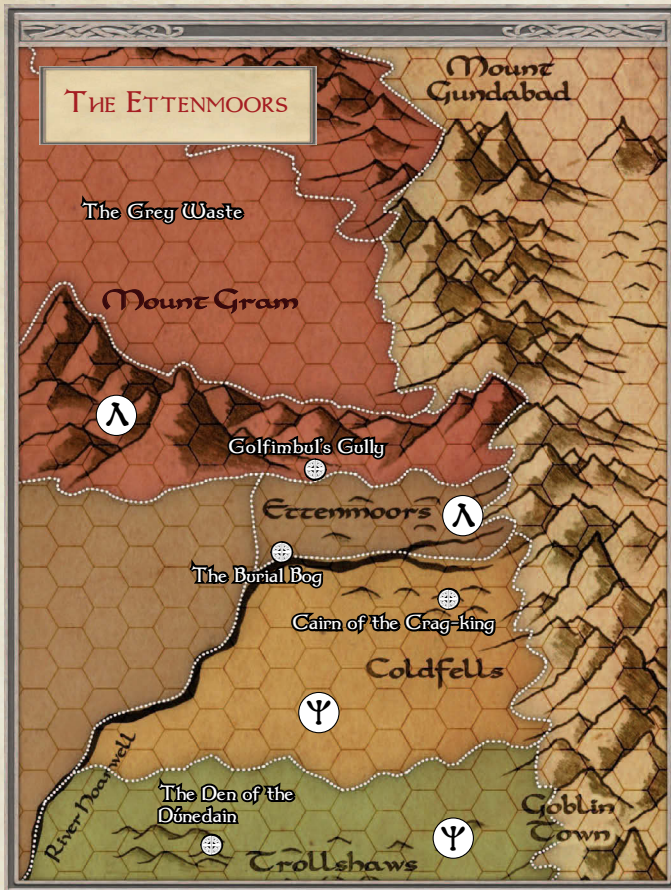 Mount
Gundabad
The Ettenmoors
The Grey Waste
Mount Gram
Golfimbul's Gully
Ettenmoors
The Burial Bog
Cairn of the Crag-king
Coldfells
River Hoarwell
The Den of the
Dúnedain
Goblin
Town
Trollshaws